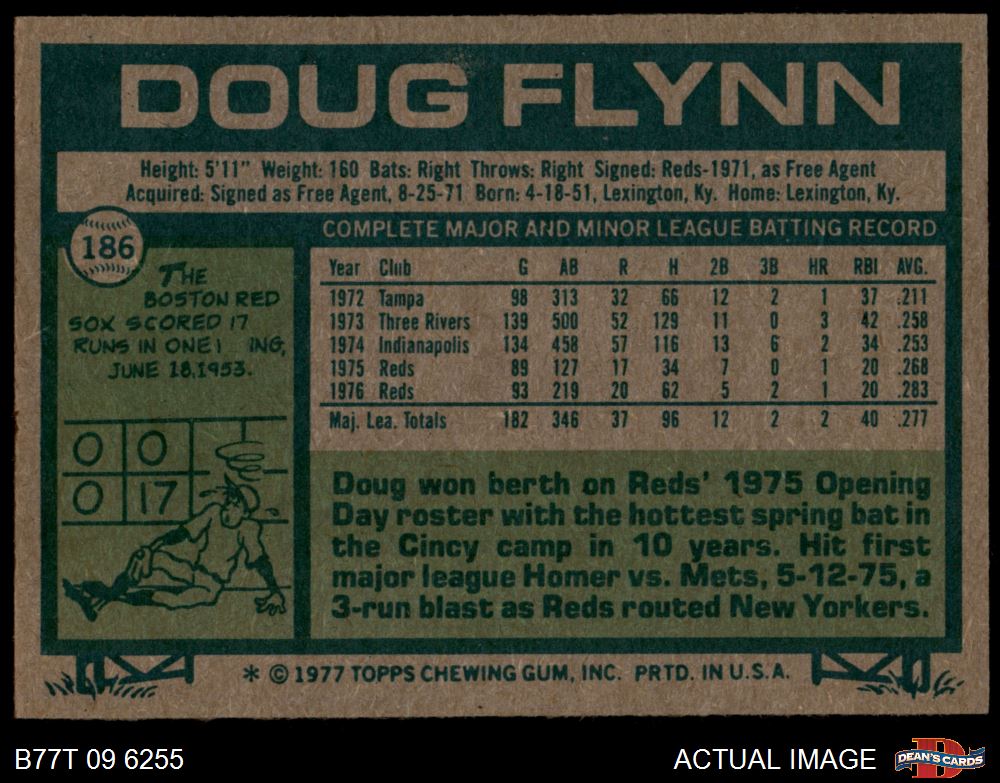 DOUG FLYNN
Height: 5'11" Weight: 160 Bats: Right Throws: Right Signed: Reds-1971, as Free Agent
Acquired: Signed as Free Agent, 8-25-71 Born: 4-18-51, Lexington, Ky. Home: Lexington, Ky.
186
THE
BOSTON RED
SOX SCORED 17
RUNS IN ONE I ING,
JUNE 18, 1953.
0 0
0 17
COMPLETE MAJOR AND MINOR LEAGUE BATTING RECORD
Year Club G AB R H 2B 3B HR RBI AVG.
1972 Tampa 98 313 32 66 12 2 1 37 .211
1973 Three Rivers 139 500 52 129 11 0 3 42 .258
1974 Indianapolis 134 458 57 116 13 6 2 34 .253
1975 Reds 89 127 17 34 7 0 1 20 .268
1976 Reds 93 219 20 62 5 2 1 20 .283
Maj. Lea. Totals 182 346 37 96 12 2 2 40 .277
Doug won berth on Reds' 1975 Opening
Day roster with the hottest spring bat in
the Cincy camp in 10 years. Hit first
major league Homer vs. Mets, 5-12-75, a
3-run blast as Reds routed New Yorkers.
* © 1977 TOPPS CHEWING GUM, INC. PRTD. IN U.S.A.
B77T 09 6255
ACTUAL IMAGE
D
DEAN'S CARDS